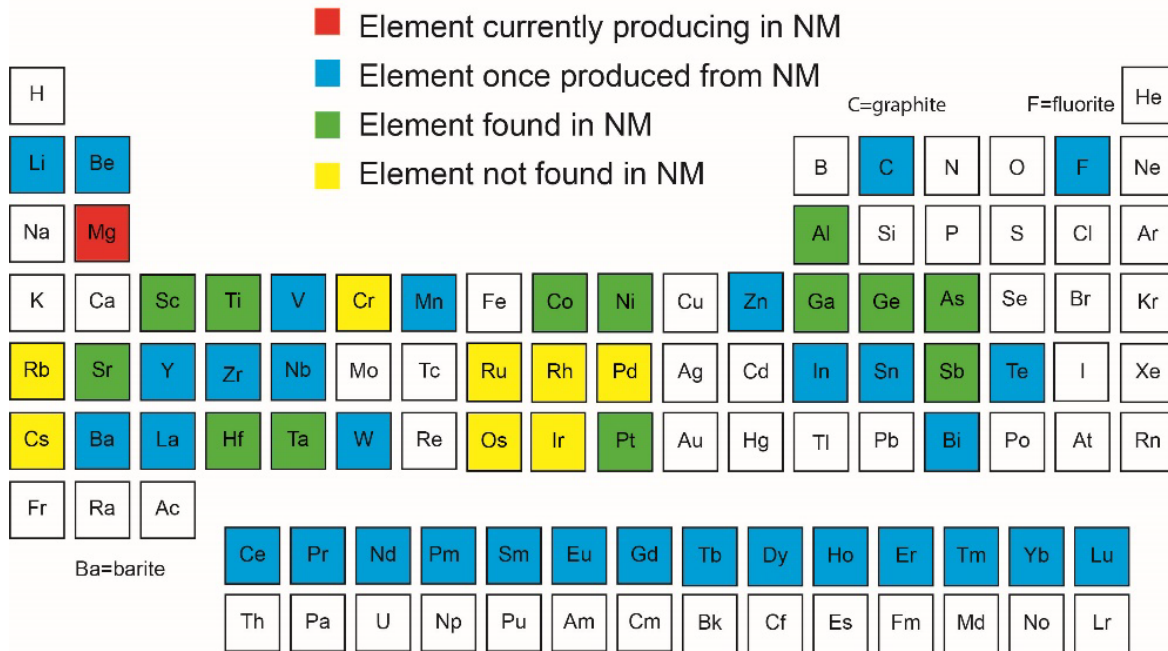 Element currently producing in NM
Element once produced from NM
Element found in NM
Element not found in NM
C=graphite F=fluorite
H He
Li Be B C N O F Ne
Na Mg Al Si P S Cl Ar
K Ca Sc Ti V Cr Mn Fe Co Ni Cu Zn Ga Ge As Se Br Kr
Rb Sr Y Zr Nb Mo Tc Ru Rh Pd Ag Cd In Sn Sb Te I Xe
Cs Ba La Hf Ta W Re Os Ir Pt Au Hg Tl Pb Bi Po At Rn
Fr Ra Ac
Ba=barite
Ce Pr Nd Pm Sm Eu Gd Tb Dy Ho Er Tm Yb Lu
Th Pa U Np Pu Am Cm Bk Cf Es Fm Md No Lr